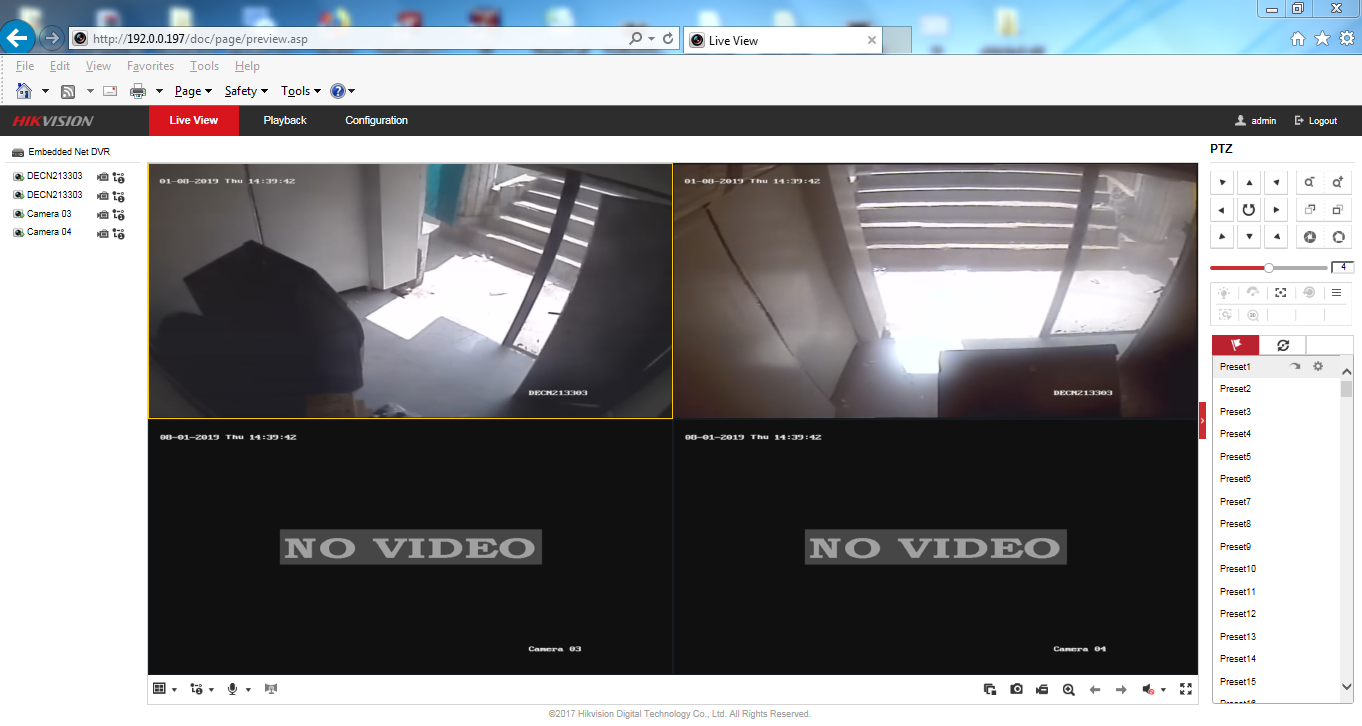 http://192.0.0.197/doc/page/preview.asp
Live View
File Edit View Favorites Tools Help
Page Safety Tools
HIKVISION Live View Playback Configuration admin Logout
Embedded Net DVR
DECN213303
DECN213303
Camera 03
Camera 04
01-08-2019 Thu 14:39:42
DECN213303
01-08-2019 Thu 14:39:42
DECN213303
08-01-2019 Thu 14:39:42
NO VIDEO
Camera 03
08-01-2019 Thu 14:39:42
NO VIDEO
Camera 04
PTZ
4
3D
Preset1
Preset2
Preset3
Preset4
Preset5
Preset6
Preset7
Preset8
Preset9
Preset10
Preset11
Preset12
Preset13
Preset14
Preset15
©2017 Hikvision Digital Technology Co., Ltd. All Rights Reserved.